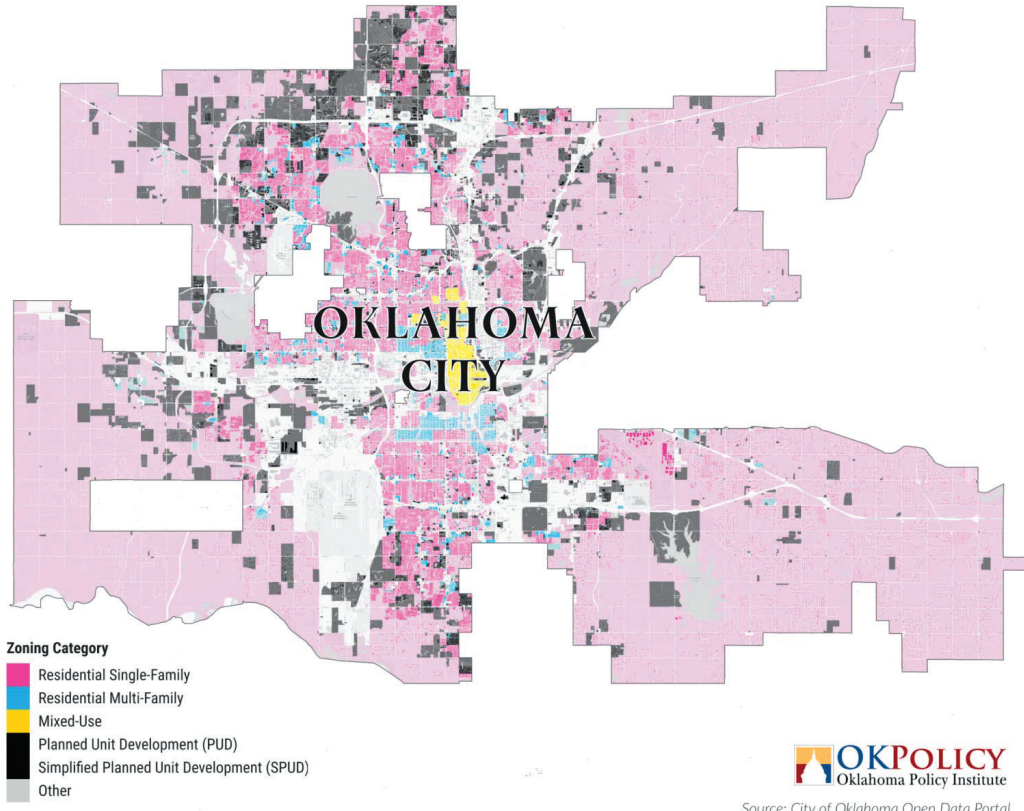 OKLAHOMA
CITY
Zoning Category
Residential Single-Family
Residential Multi-Family
Mixed-Use
Planned Unit Development (PUD)
Simplified Planned Unit Development (SPUD)
Other
OKPOLICY
Oklahoma Policy Institute
Source: City of Oklahoma Open Data Portal